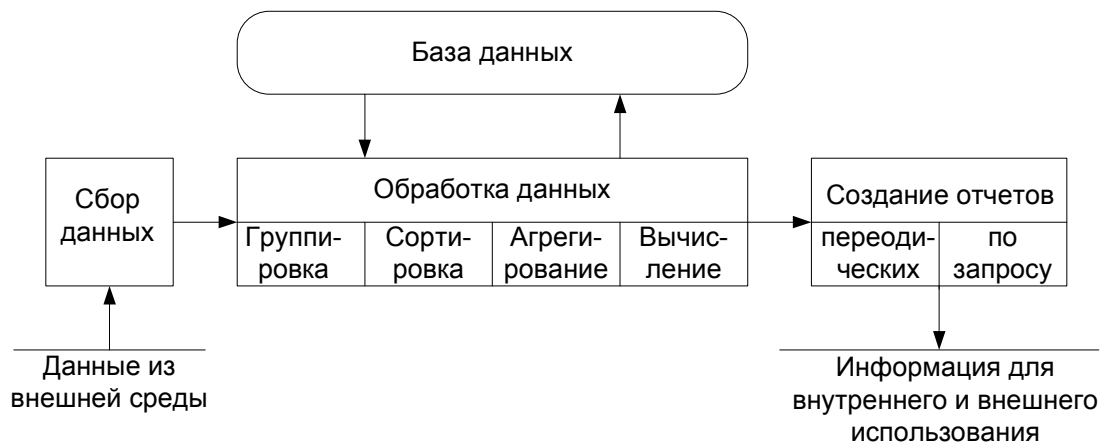 База данных
Сбор
данных
Обработка данных
Группи-
ровка
Сорти-
ровка
Агреги-
рование
Вычис-
ление
Создание отчетов
переоди-
ческих
по
запросу
Данные из
внешней среды
Информация для
внутреннего и внешнего
использования